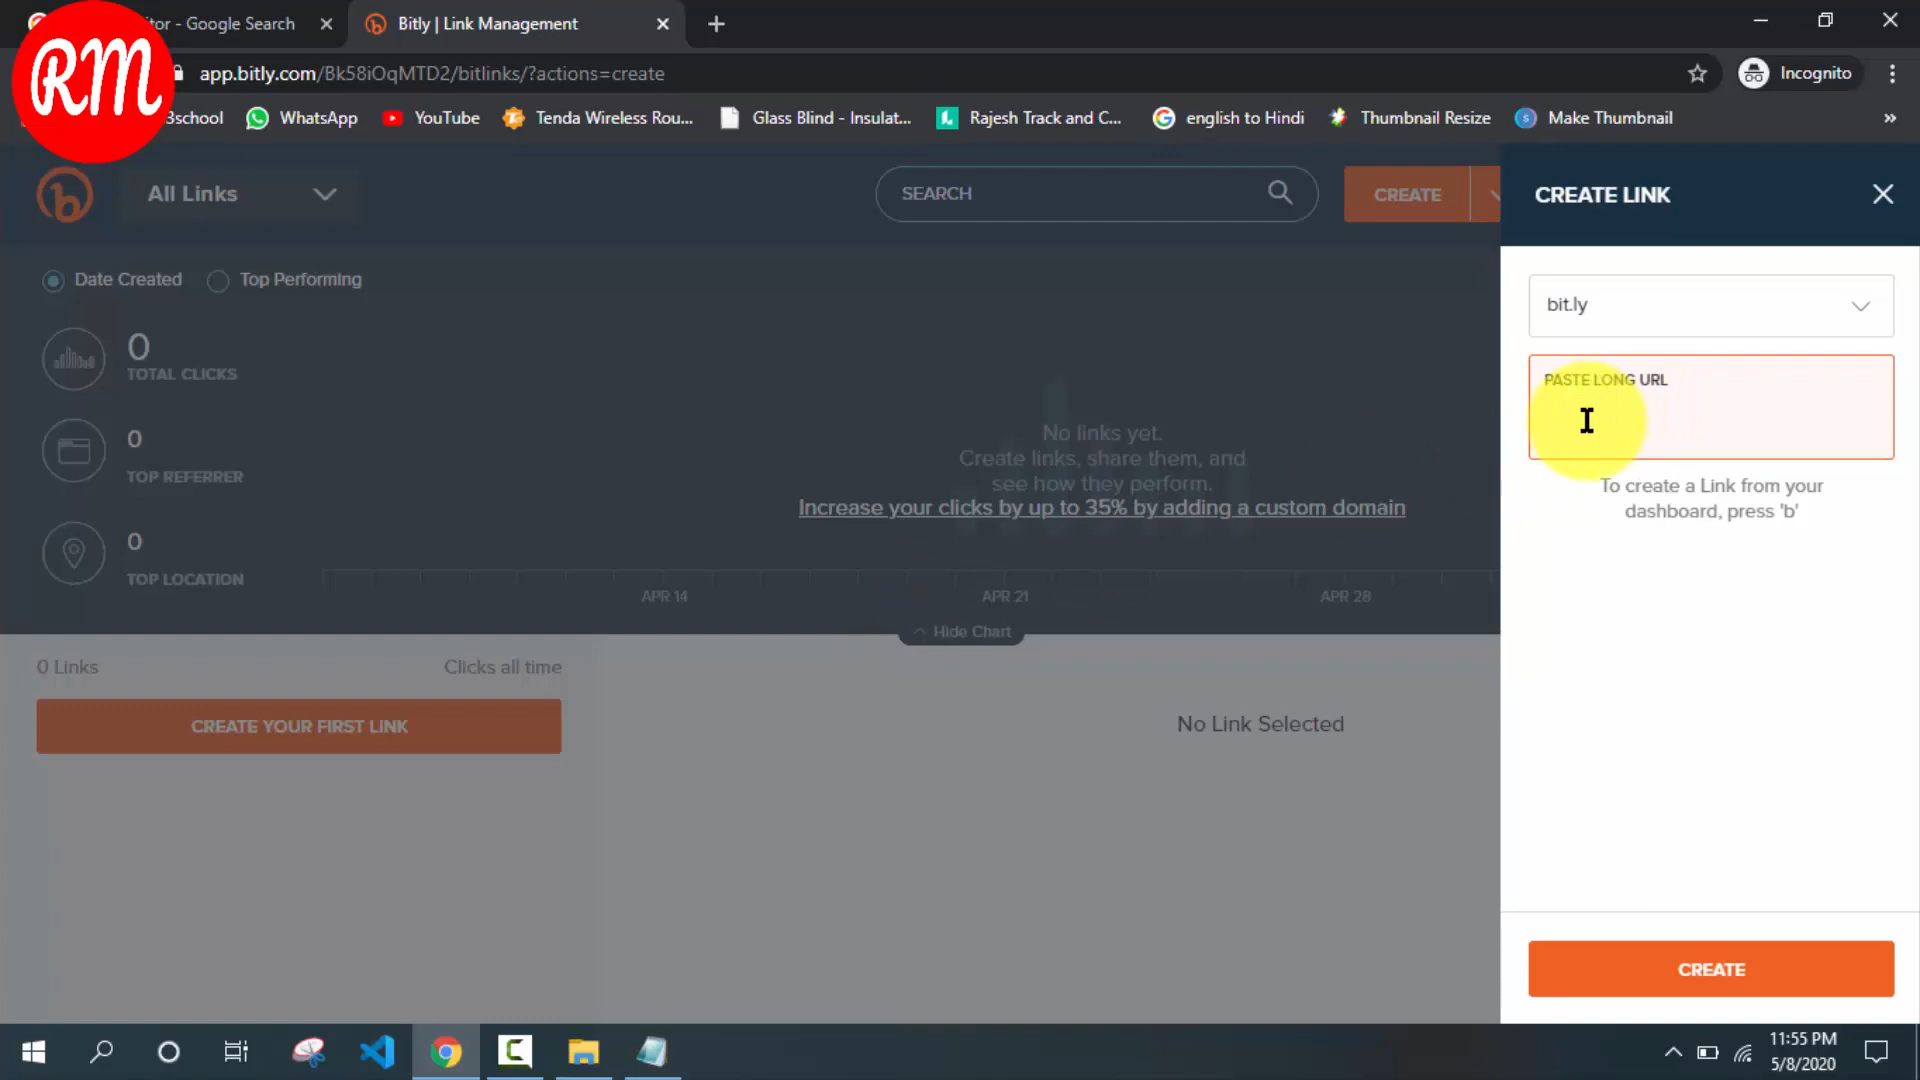 RM
tor - Google Search
Bitly | Link Management
app.bitly.com/Bk58iOqMTD2/bitlinks/?actions=create
Incognito
3school
WhatsApp
YouTube
Tenda Wireless Rou...
Glass Blind - Insulat...
Rajesh Track and C...
english to Hindi
Thumbnail Resize
Make Thumbnail
»
All Links
SEARCH
CREATE
CREATE LINK
Date Created
Top Performing
bit.ly
0
TOTAL CLICKS
PASTE LONG URL
0
TOP REFERRER
No links yet.
Create links, share them, and
see how they perform.
Increase your clicks by up to 35% by adding a custom domain
To create a Link from your
dashboard, press 'b'
0
TOP LOCATION
APR 14
APR 21
APR 28
Hide Chart
0 Links
Clicks all time
CREATE YOUR FIRST LINK
No Link Selected
CREATE
11:55 PM
5/8/2020